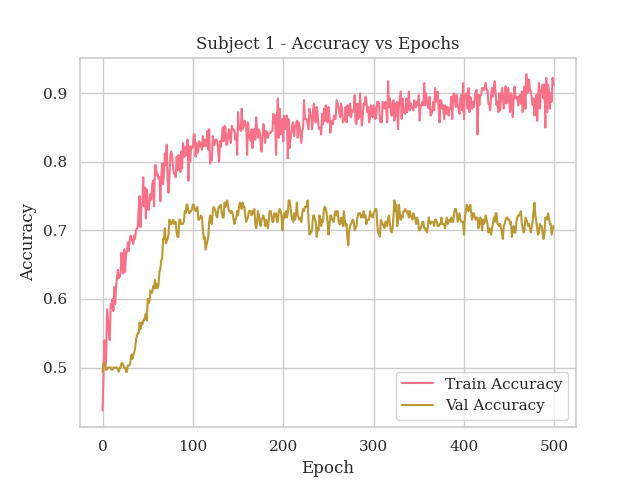 Subject 1 - Accuracy vs Epochs
0.9
0.8
0.7
0.6
0.5
Accuracy
0 100 200 300 400 500
Epoch
Train Accuracy
Val Accuracy